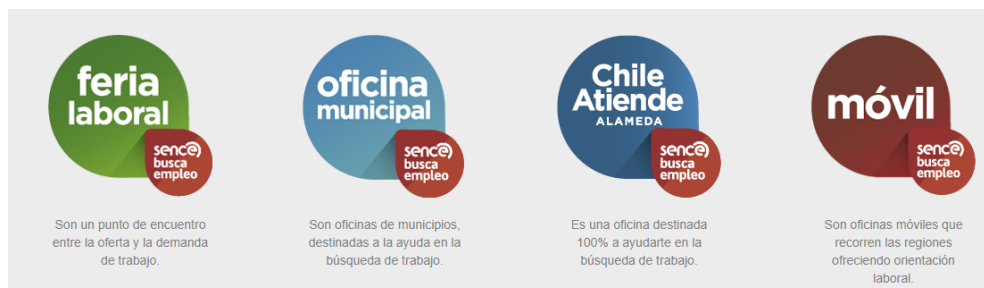 feria
laboral
sence
busca
empleo
Son un punto de encuentro
entre la oferta y la demanda
de trabajo.
oficina
municipal
sence
busca
empleo
Son oficinas de municipios,
destinadas a la ayuda en la
búsqueda de trabajo.
Chile
Atiende
ALAMEDA
sence
busca
empleo
Es una oficina destinada
100% a ayudarte en la
búsqueda de trabajo.
móvil
sence
busca
empleo
Son oficinas móviles que
recorren las regiones
ofreciendo orientación
laboral.